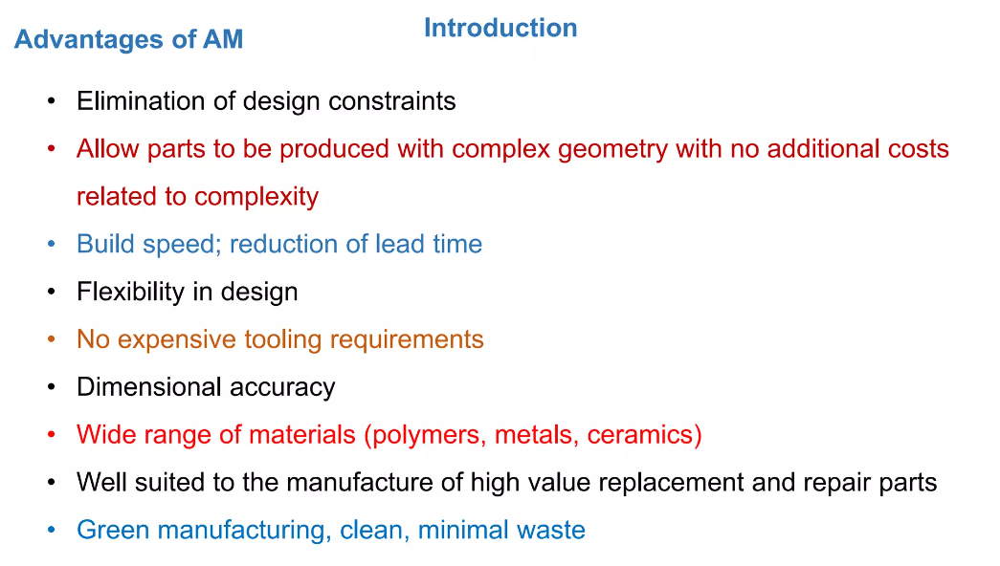 Introduction
Advantages of AM
• Elimination of design constraints
• Allow parts to be produced with complex geometry with no additional costs
related to complexity
• Build speed; reduction of lead time
• Flexibility in design
• No expensive tooling requirements
• Dimensional accuracy
• Wide range of materials (polymers, metals, ceramics)
• Well suited to the manufacture of high value replacement and repair parts
• Green manufacturing, clean, minimal waste